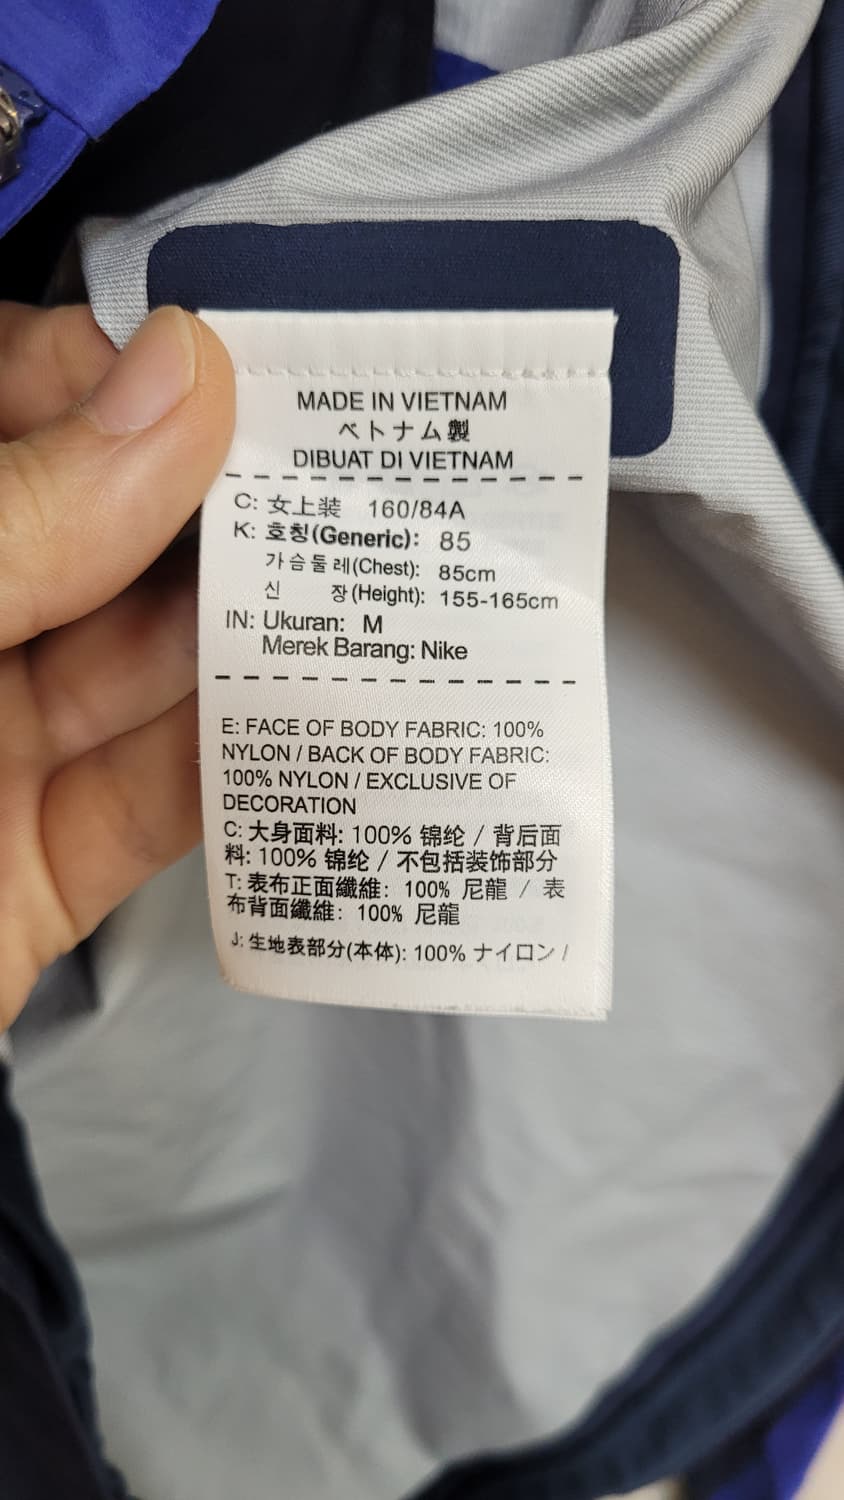 MADE IN VIETNAM
ベトナム製
DIBUAT DI VIETNAM
C: 女上装 160/84A
K: 호칭(Generic): 85
가슴둘레(Chest): 85cm
신 장(Height): 155-165cm
IN: Ukuran: M
Merek Barang: Nike
E: FACE OF BODY FABRIC: 100%
NYLON / BACK OF BODY FABRIC:
100% NYLON / EXCLUSIVE OF
DECORATION
C: 大身面料: 100% 锦纶 / 背后面
料: 100% 锦纶 / 不包括装饰部分
T: 表布正面纖維: 100% 尼龍 / 表
布背面纖維: 100% 尼龍
J: 生地表部分(本体): 100% ナイロン /